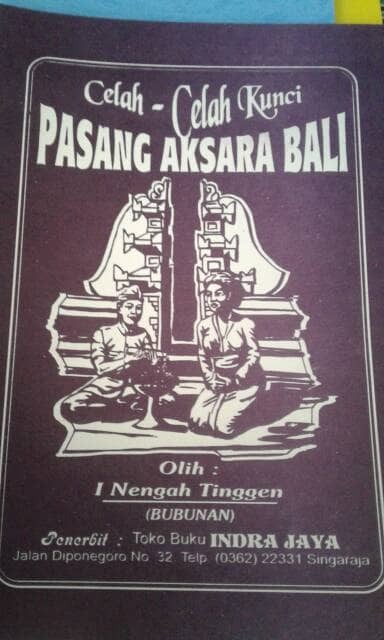 Celah - Celah Kunci
PASANG AKSARA BALI
Olih :
I Nengah Tinggen
(BUBUNAN)
Penerbit : Toko Buku INDRA JAYA
Jalan Diponegoro No. 32. Telp. (0362) 22331 Singaraja